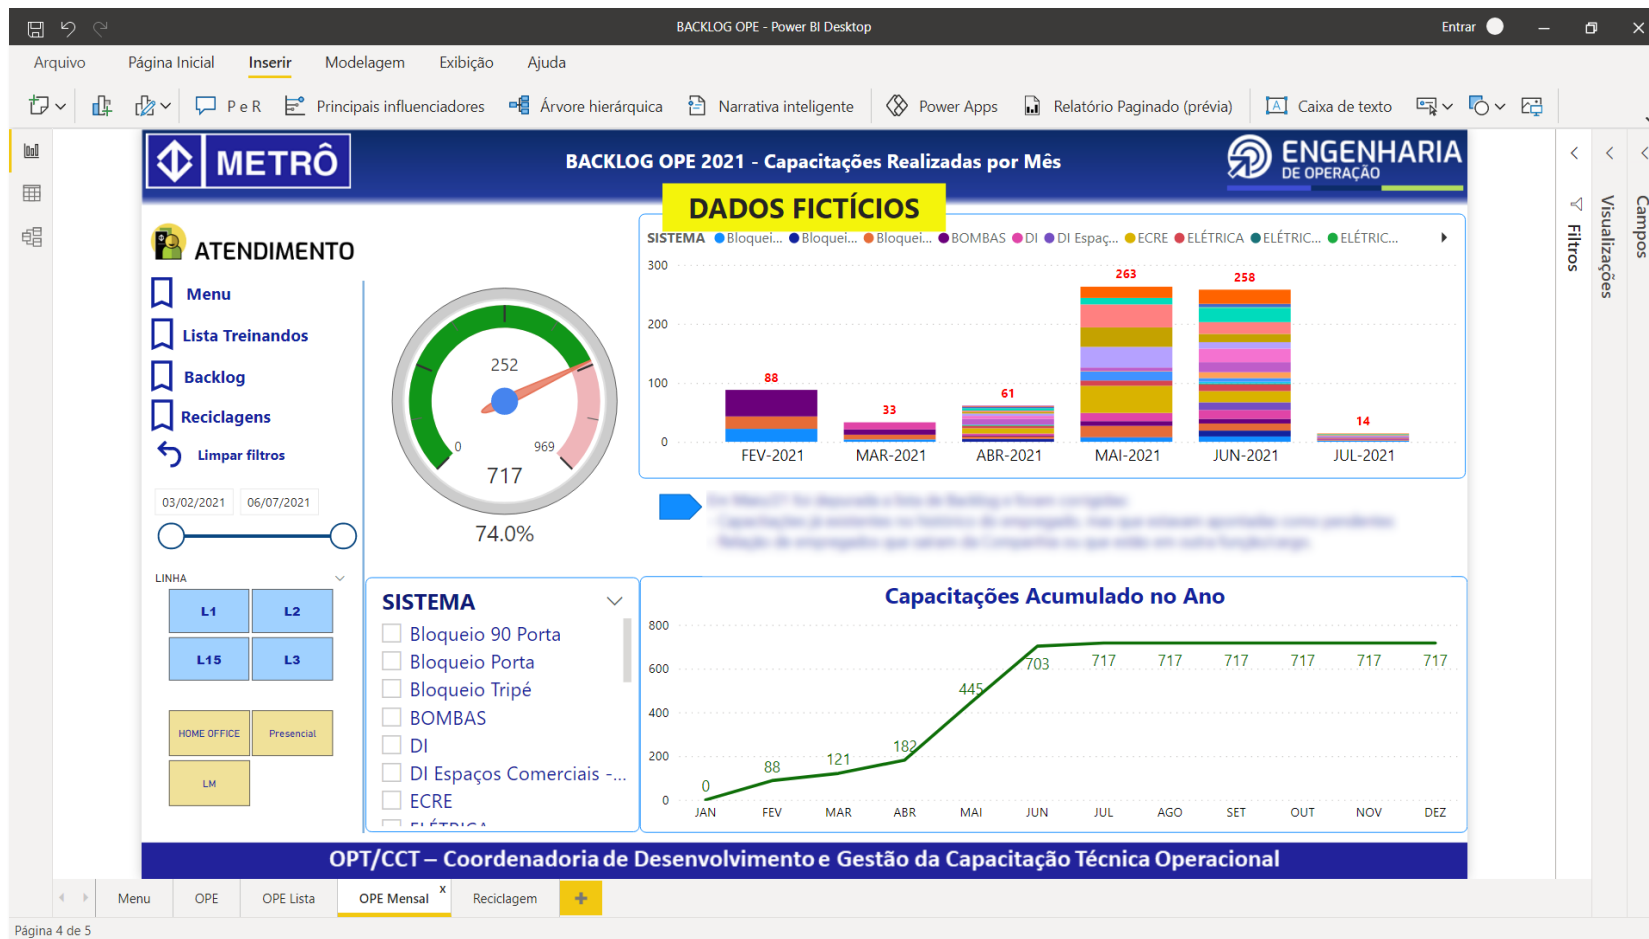 BACKLOG OPE - Power BI Desktop
Entrar
Arquivo Página Inicial Inserir Modelagem Exibição Ajuda
P e R Principais influenciadores Árvore hierárquica Narrativa inteligente Power Apps Relatório Paginado (prévia) Caixa de texto
METRÔ
BACKLOG OPE 2021 - Capacitações Realizadas por Mês
ENGENHARIA
DE OPERAÇÃO
DADOS FICTÍCIOS
ATENDIMENTO
Menu
Lista Treinandos
Backlog
Reciclagens
Limpar filtros
03/02/2021 06/07/2021
LINHA
L1 L2
L15 L3
HOME OFFICE Presencial
LM
252
0 969
717
74.0%
SISTEMA Bloquei... Bloquei... Bloquei... BOMBAS DI DI Espaç... ECRE ELÉTRICA ELÉTRIC... ELÉTRIC...
300
200
100
0
88 33 61 263 258 14
FEV-2021 MAR-2021 ABR-2021 MAI-2021 JUN-2021 JUL-2021
SISTEMA
Bloqueio 90 Porta
Bloqueio Porta
Bloqueio Tripé
BOMBAS
DI
DI Espaços Comerciais -...
ECRE
Capacitações Acumulado no Ano
800
600
400
200
0
0 88 121 182 445 703 717 717 717 717 717 717
JAN FEV MAR ABR MAI JUN JUL AGO SET OUT NOV DEZ
OPT/CCT – Coordenadoria de Desenvolvimento e Gestão da Capacitação Técnica Operacional
Filtros
Visualizações
Campos
Menu OPE OPE Lista OPE Mensal X Reciclagem +
Página 4 de 5